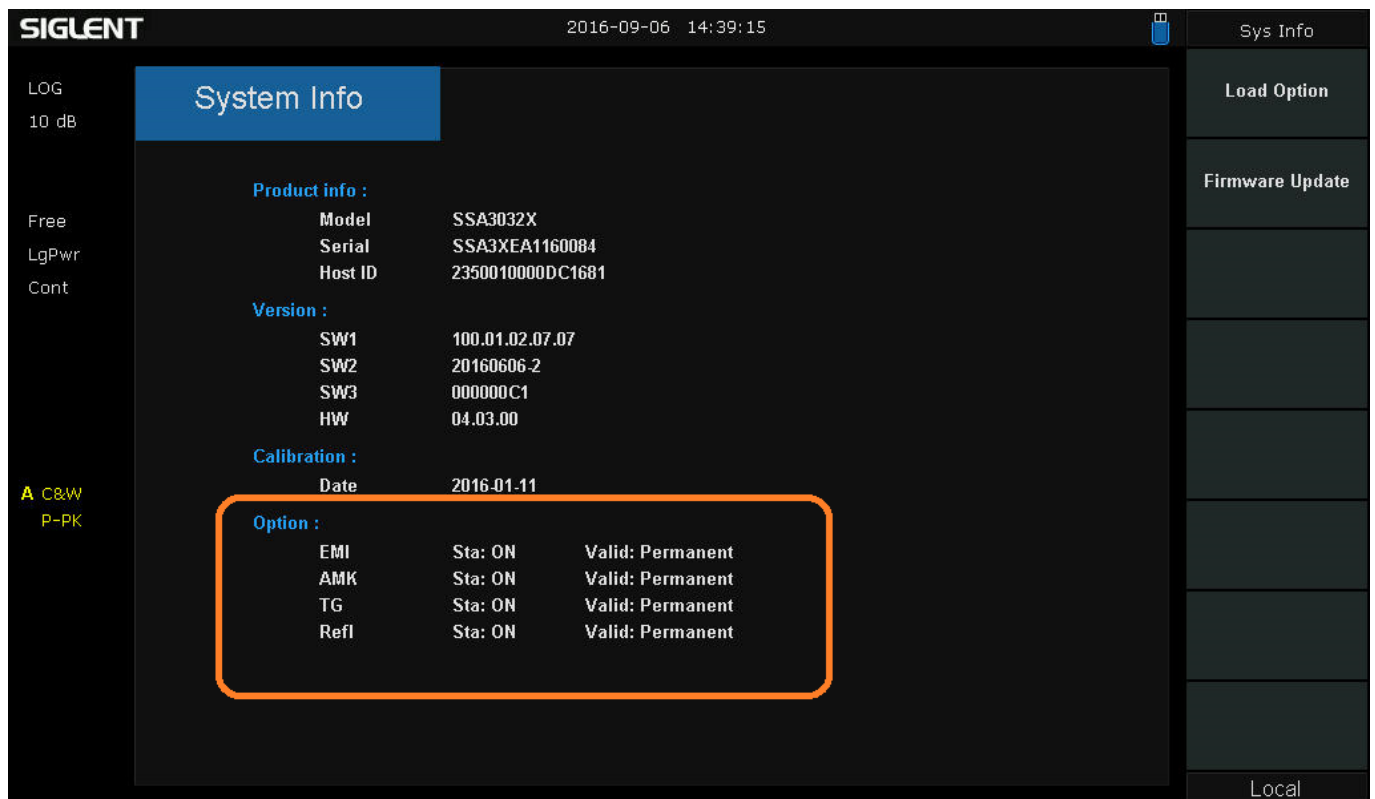 SIGLENT 2016-09-06 14:39:15 Sys Info
LOG
10 dB
Free
LgPwr
Cont
A C&W
P-PK
System Info
Product info :
Model SSA3032X
Serial SSA3XEA1160084
Host ID 2350010000DC1681
Version :
SW1 100.01.02.07.07
SW2 20160606-2
SW3 000000C1
HW 04.03.00
Calibration :
Date 2016-01-11
Option :
EMI Sta: ON Valid: Permanent
AMK Sta: ON Valid: Permanent
TG Sta: ON Valid: Permanent
Refl Sta: ON Valid: Permanent
Load Option
Firmware Update
Local